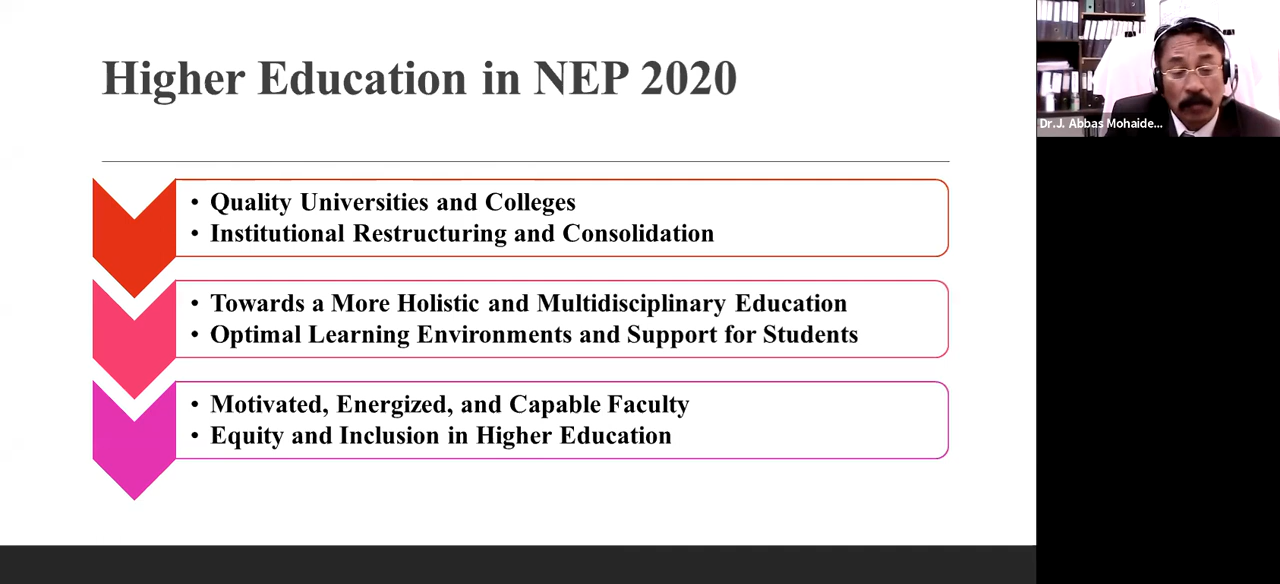 Higher Education in NEP 2020
• Quality Universities and Colleges
• Institutional Restructuring and Consolidation
• Towards a More Holistic and Multidisciplinary Education
• Optimal Learning Environments and Support for Students
• Motivated, Energized, and Capable Faculty
• Equity and Inclusion in Higher Education
Dr.J. Abbas Mohaide...